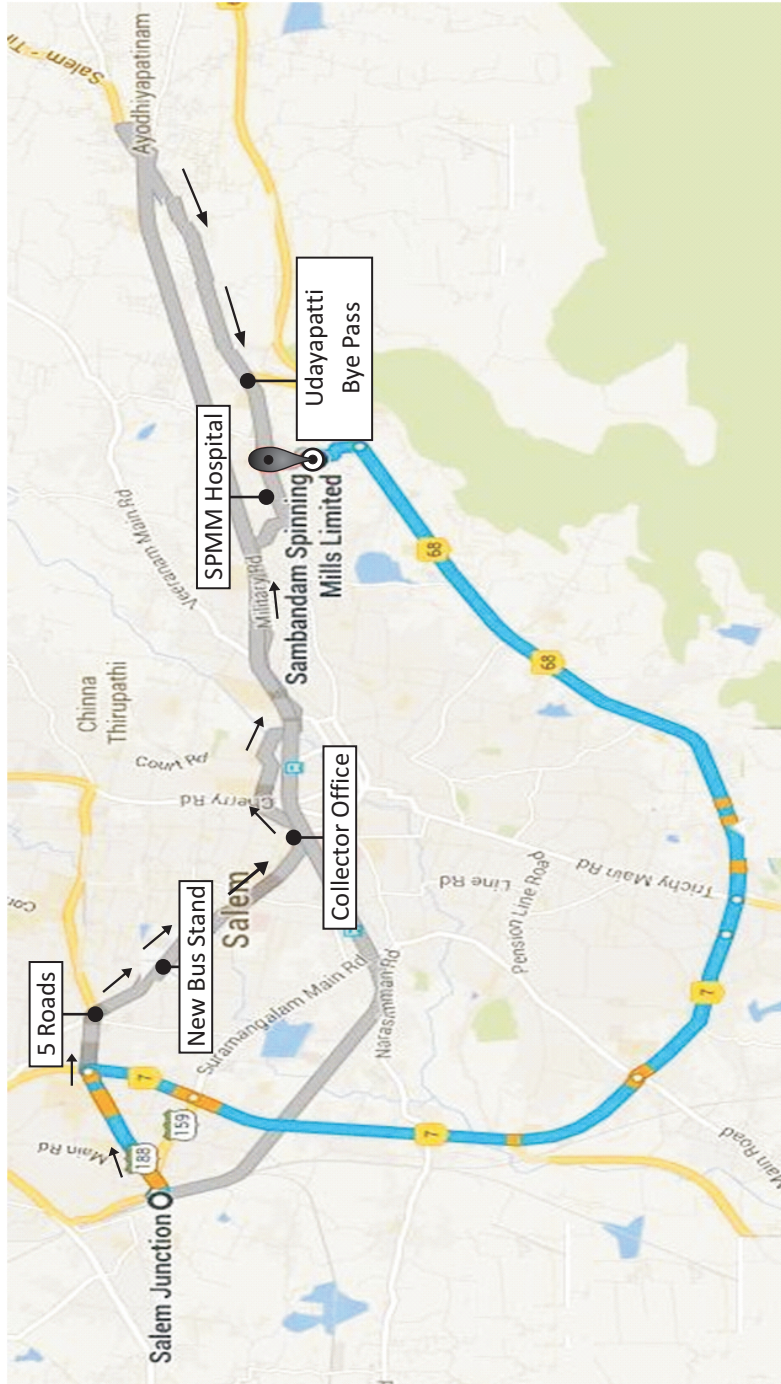 Salem Junction
Main Rd
188
159
7
5 Roads
New Bus Stand
Suramangalam Main Rd
Narasimman Rd
Salem
Collector Office
Cherry Rd
Court Rd
Chinna
Thirupathi
Veeranam Main Rd
Military Rd
SPMM Hospital
Sambandam Spinning
Mills Limited
Udayapatti
Bye Pass
Ayodhiyapatinam
Salem
Line Rd
Pension Line Road
Trichy Main Rd
Main Road
7
7
68
68